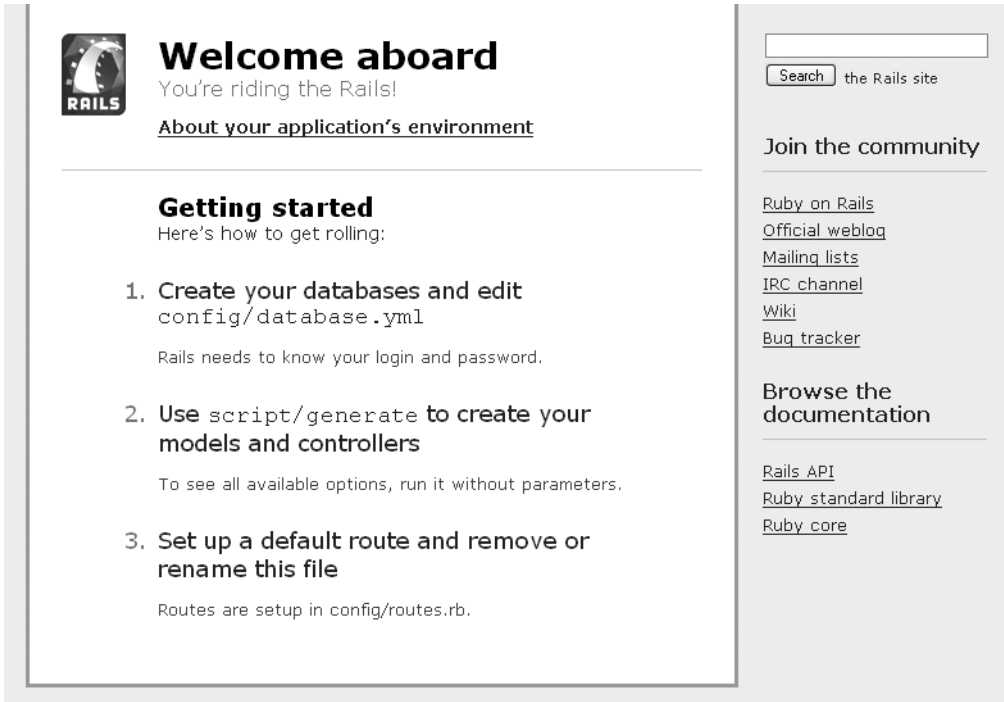 RAILS
Welcome aboard
You're riding the Rails!
About your application's environment
Getting started
Here's how to get rolling:
1. Create your databases and edit
config/database.yml
Rails needs to know your login and password.
2. Use script/generate to create your
models and controllers
To see all available options, run it without parameters.
3. Set up a default route and remove or
rename this file
Routes are setup in config/routes.rb.
Search the Rails site
Join the community
Ruby on Rails
Official weblog
Mailing lists
IRC channel
Wiki
Bug tracker
Browse the
documentation
Rails API
Ruby standard library
Ruby core